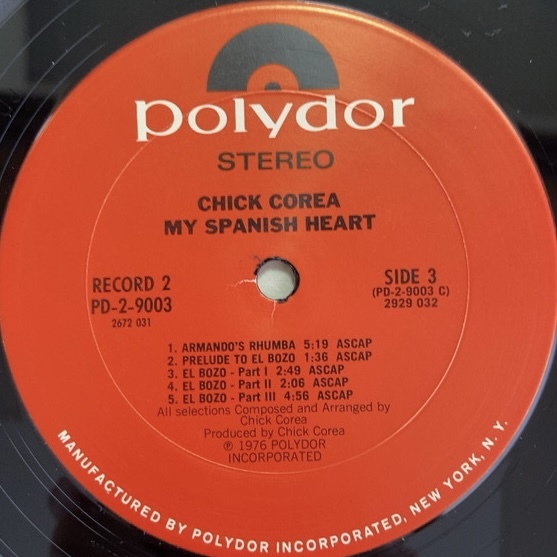 polydor
STEREO
CHICK COREA
MY SPANISH HEART
RECORD 2
PD-2-9003
2672 031
SIDE 3
(PD-2-9003 C)
2929 032
1. ARMANDO'S RHUMBA 5:19 ASCAP
2. PRELUDE TO EL BOZO 1:36 ASCAP
3. EL BOZO - Part I 2:49 ASCAP
4. EL BOZO - Part II 2:06 ASCAP
5. EL BOZO - Part III 4:56 ASCAP
All selections Composed and Arranged by
Chick Corea
Produced by Chick Corea
℗ 1976 POLYDOR
INCORPORATED
MANUFACTURED BY POLYDOR INCORPORATED, NEW YORK, N.Y.